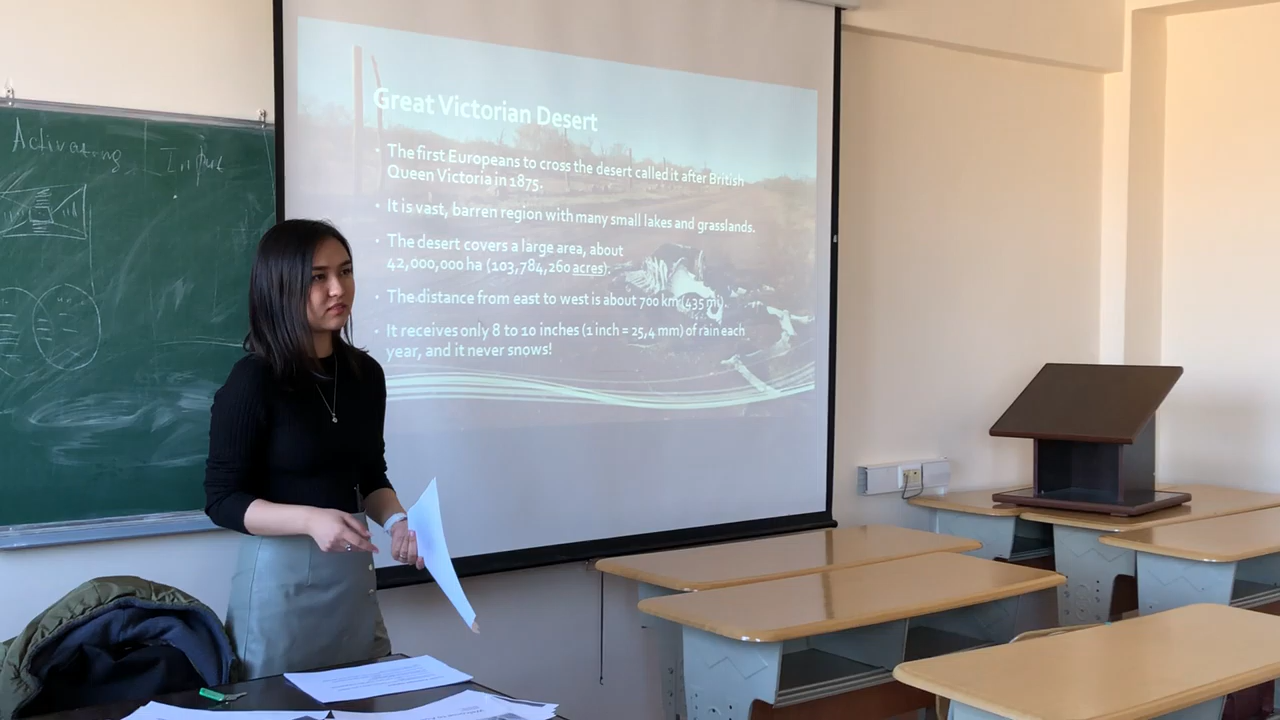 Activating Input
Great Victorian Desert
The first Europeans to cross the desert called it after British
Queen Victoria in 1875.
It is vast, barren region with many small lakes and grasslands.
The desert covers a large area, about
42,000,000 ha (103,784,260 acres).
The distance from east to west is about 700 km (435 mi).
It receives only 8 to 10 inches (1 inch = 25,4 mm) of rain each
year, and it never snows!